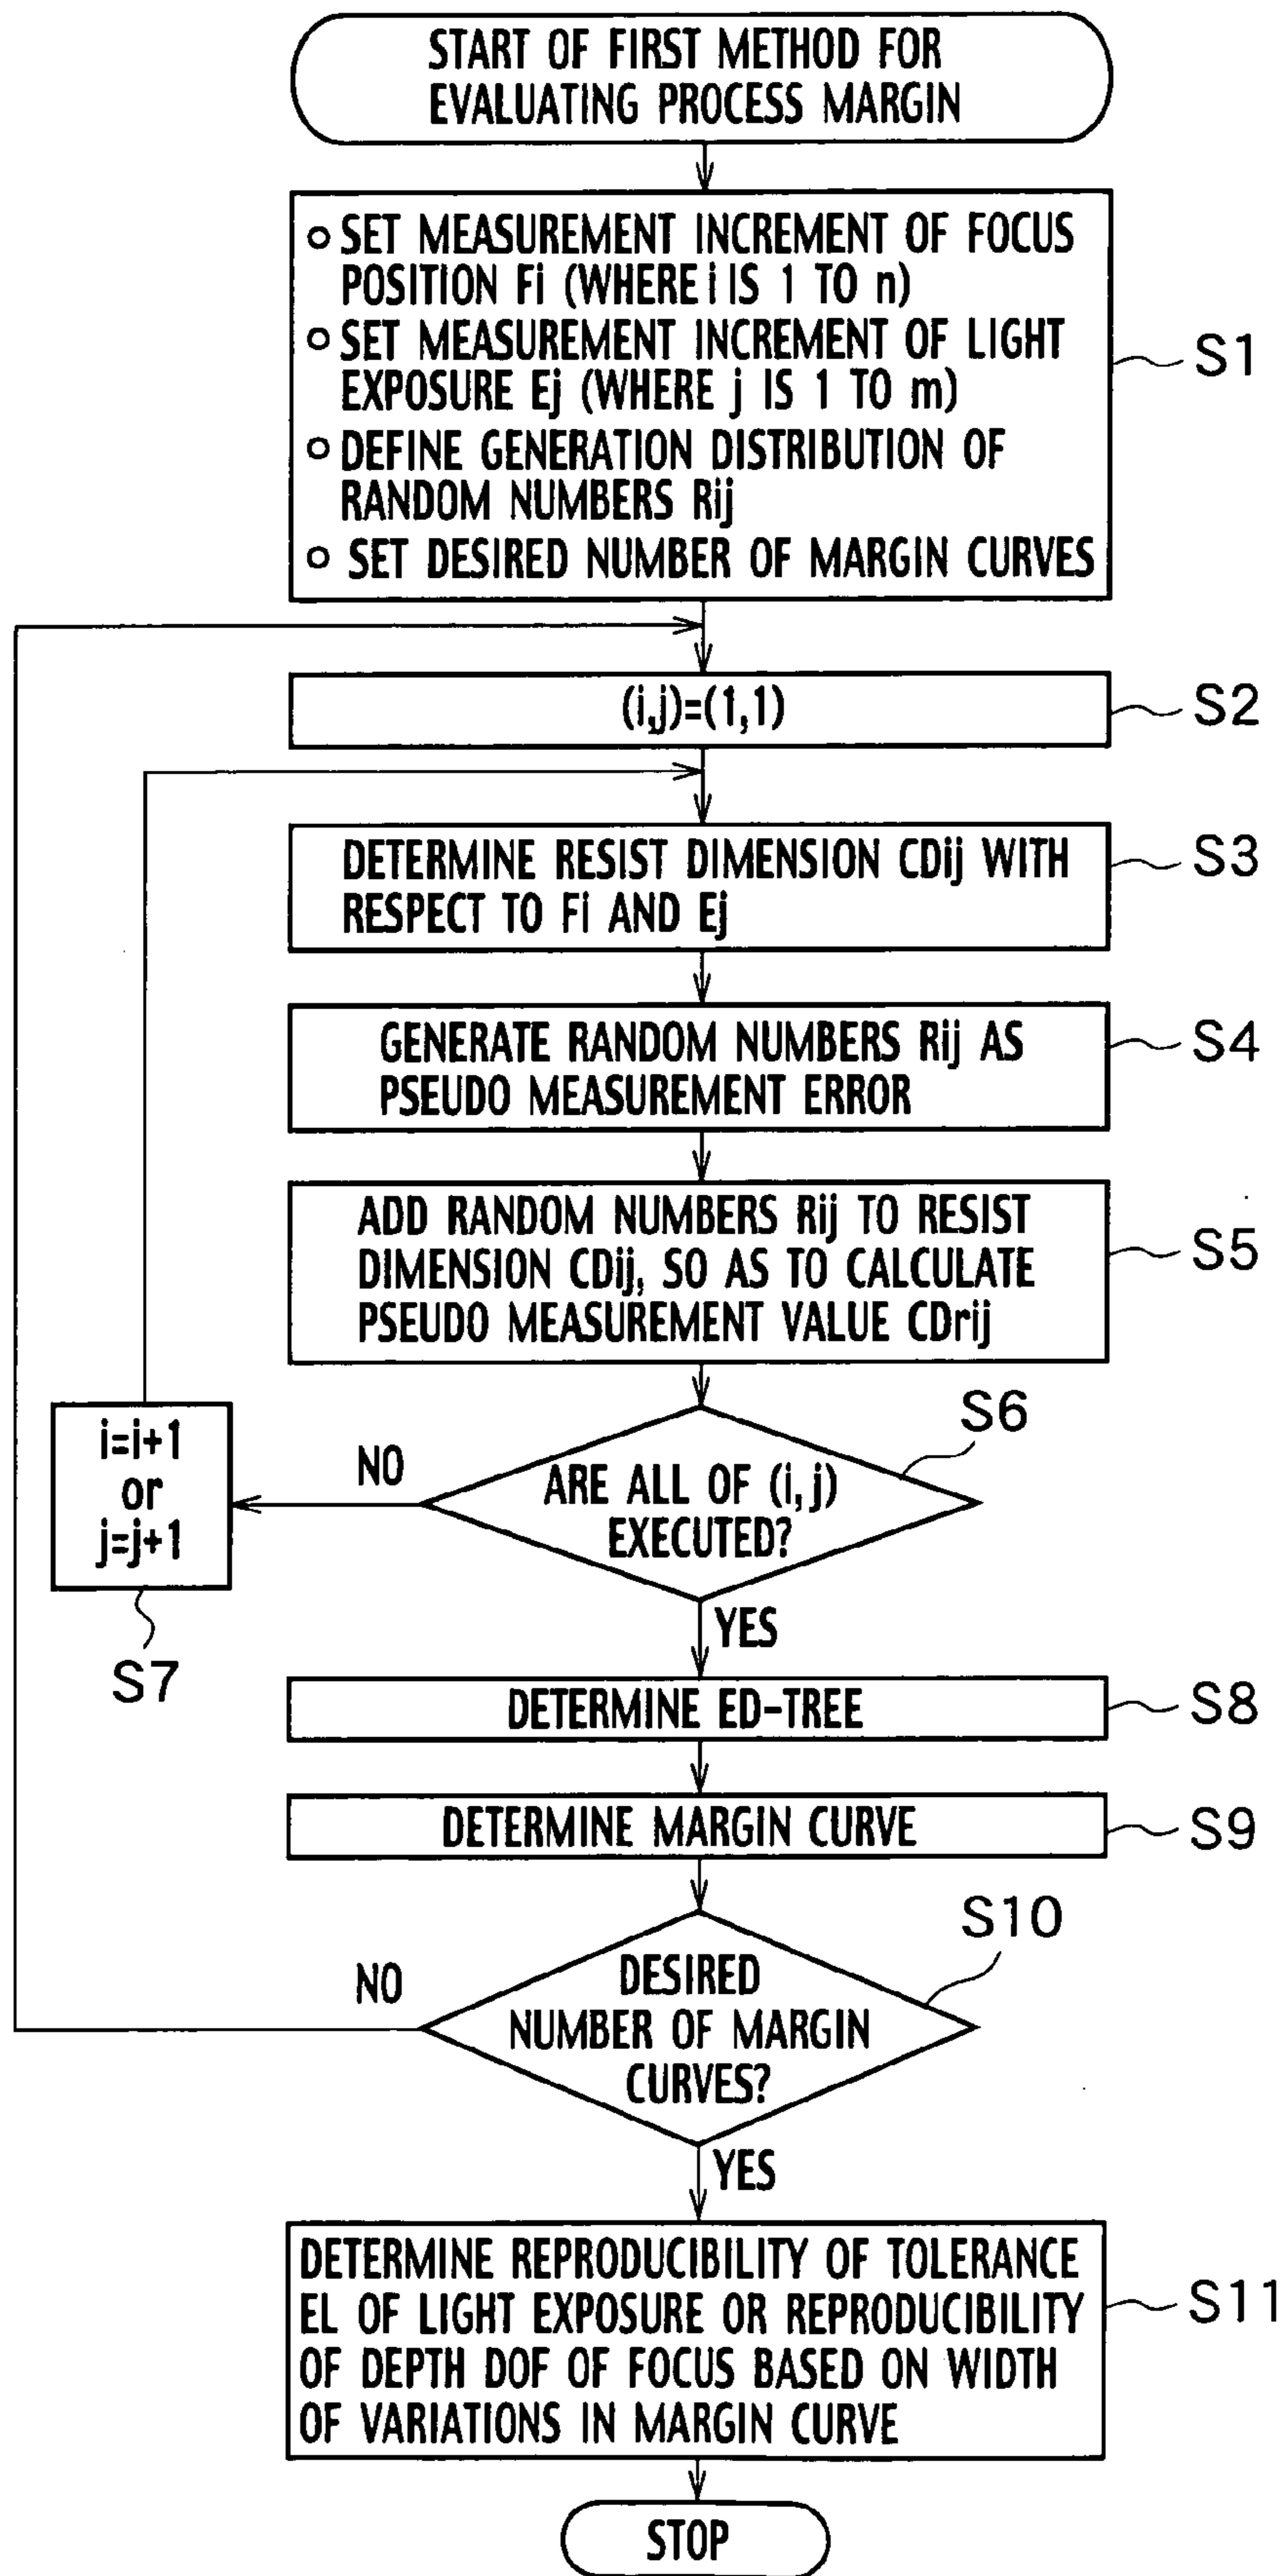 START OF FIRST METHOD FOR
EVALUATING PROCESS MARGIN
○ SET MEASUREMENT INCREMENT OF FOCUS
POSITION Fi (WHERE i IS 1 TO n)
○ SET MEASUREMENT INCREMENT OF LIGHT
EXPOSURE Ej (WHERE j IS 1 TO m)
○ DEFINE GENERATION DISTRIBUTION OF
RANDOM NUMBERS Rij
○ SET DESIRED NUMBER OF MARGIN CURVES
S1
(i,j)=(1,1)
S2
DETERMINE RESIST DIMENSION CDij WITH
RESPECT TO Fi AND Ej
S3
GENERATE RANDOM NUMBERS Rij AS
PSEUDO MEASUREMENT ERROR
S4
ADD RANDOM NUMBERS Rij TO RESIST
DIMENSION CDij, SO AS TO CALCULATE
PSEUDO MEASUREMENT VALUE CDrij
S5
ARE ALL OF (i, j)
EXECUTED?
S6
NO
i=i+1
or
j=j+1
S7
YES
DETERMINE ED-TREE
S8
DETERMINE MARGIN CURVE
S9
DESIRED
NUMBER OF MARGIN
CURVES?
S10
NO
YES
DETERMINE REPRODUCIBILITY OF TOLERANCE
EL OF LIGHT EXPOSURE OR REPRODUCIBILITY
OF DEPTH DOF OF FOCUS BASED ON WIDTH
OF VARIATIONS IN MARGIN CURVE
S11
STOP